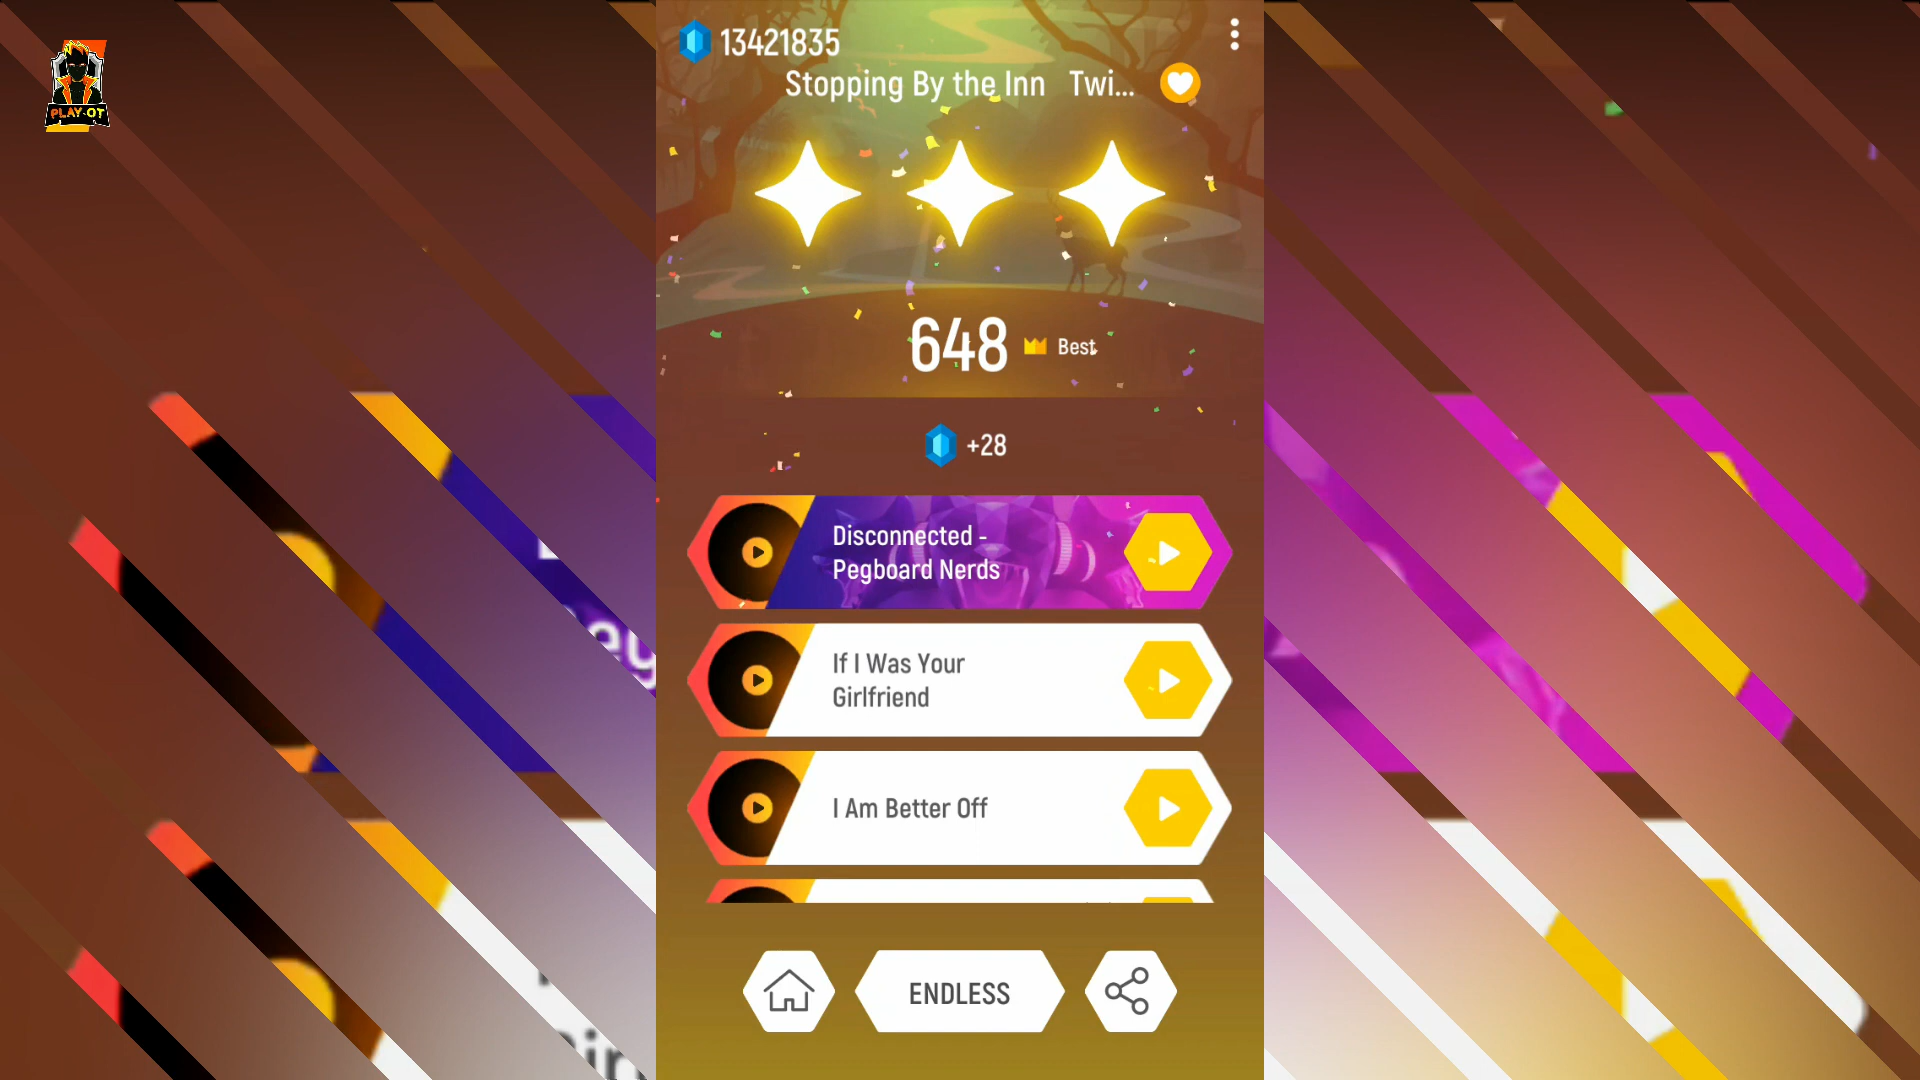 PLAY OT
13421835
Stopping By the Inn Twi...
648 Best
+28
Disconnected -
Pegboard Nerds
If I Was Your
Girlfriend
I Am Better Off
ENDLESS